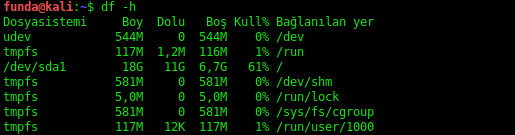 funda@kali:~$ df -h
Dosyasistemi     Boy  Dolu   Boş Kull% Bağlanılan yer
udev            544M     0  544M    0% /dev
tmpfs           117M  1,2M  116M    1% /run
/dev/sda1        18G   11G  6,7G   61% /
tmpfs           581M     0  581M    0% /dev/shm
tmpfs           5,0M     0  5,0M    0% /run/lock
tmpfs           581M     0  581M    0% /sys/fs/cgroup
tmpfs           117M   12K  117M    1% /run/user/1000